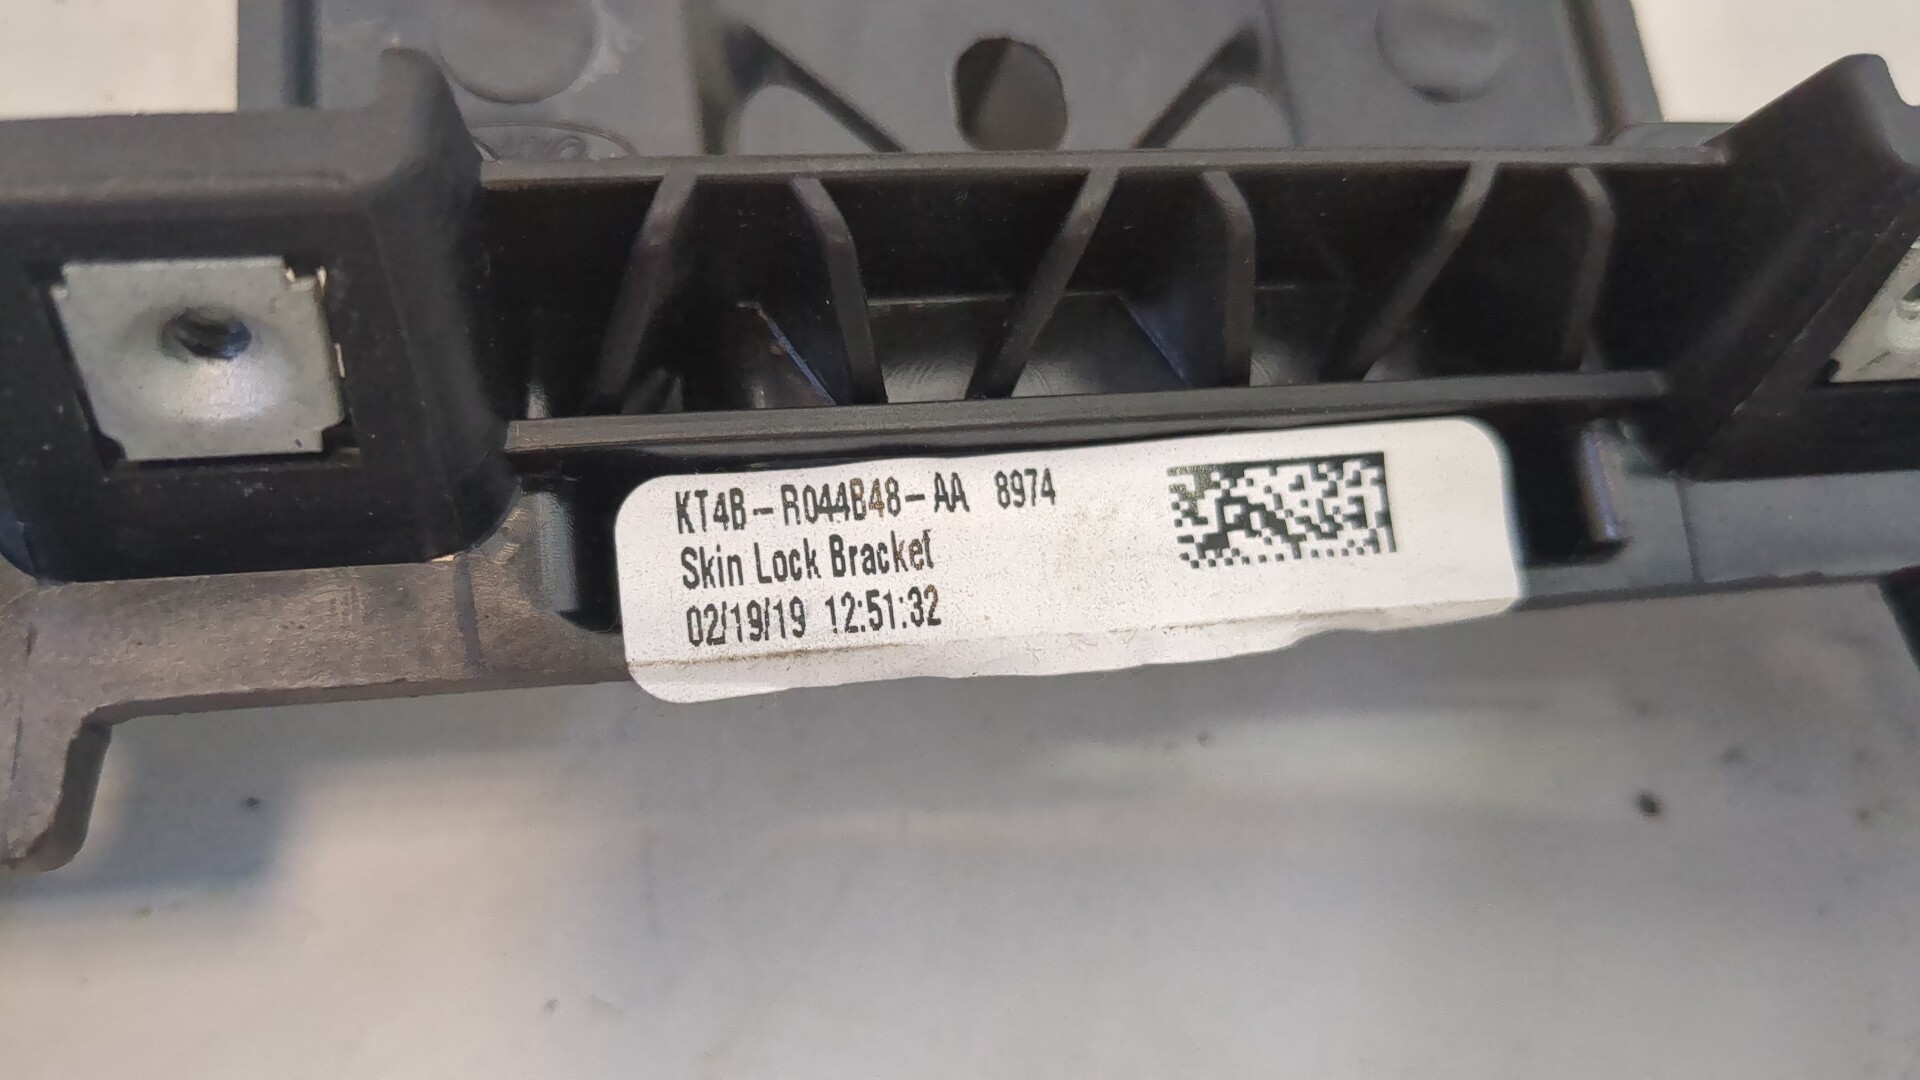 KT4B-R044B48-AA 8974
Skin Lock Bracket
02/19/19 12:51:32